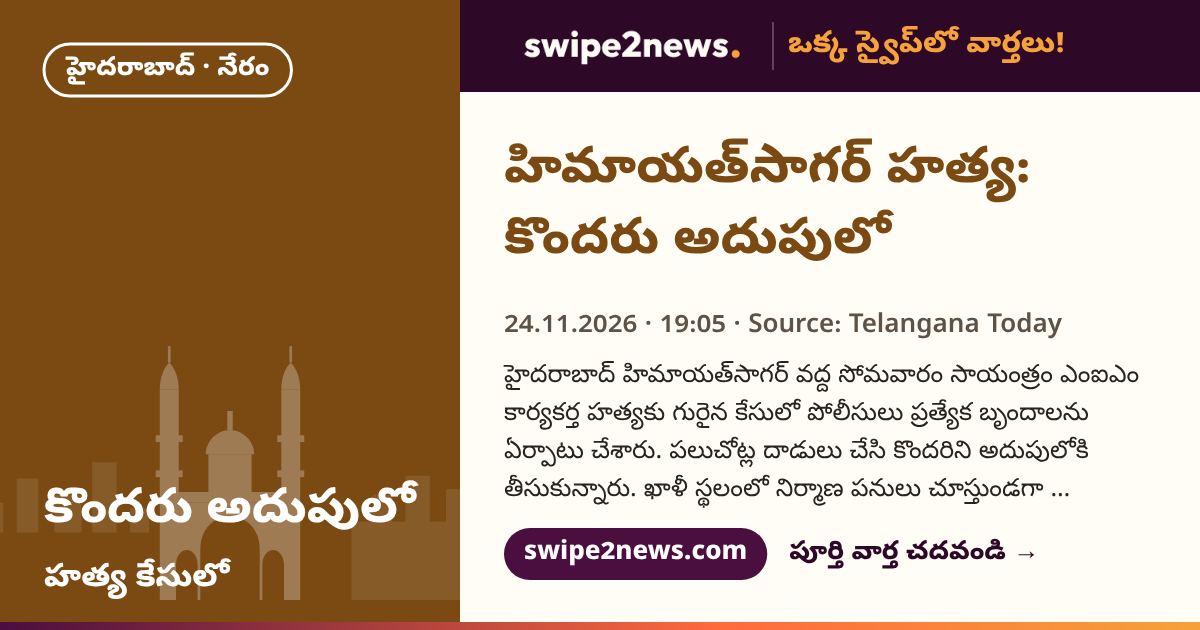 హైదరాబాద్ · నేరం
swipe2news.
ఒక్క స్వైప్‌లో వార్తలు!
హిమాయత్‌సాగర్ హత్య:
కొందరు అదుపులో
24.11.2026 · 19:05 · Source: Telangana Today
హైదరాబాద్ హిమాయత్‌సాగర్ వద్ద సోమవారం సాయంత్రం ఎంఐఎం
కార్యకర్త హత్యకు గురైన కేసులో పోలీసులు ప్రత్యేక బృందాలను
ఏర్పాటు చేశారు. పలుచోట్ల దాడులు చేసి కొందరిని అదుపులోకి
తీసుకున్నారు. ఖాళీ స్థలంలో నిర్మాణ పనులు చూస్తుండగా ...
కొందరు అదుపులో
హత్య కేసులో
swipe2news.com
పూర్తి వార్త చదవండి →